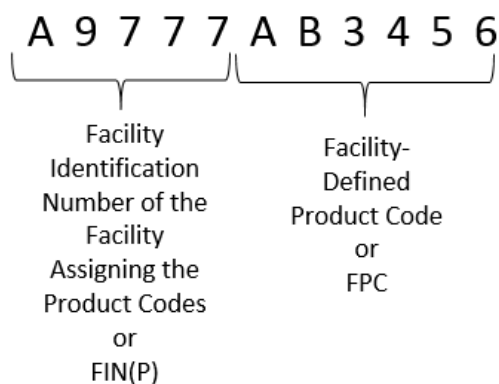 A 9 7 7 7 A B 3 4 5 6
Facility
Identification
Number of the
Facility
Assigning the
Product Codes
or
FIN(P)
Facility-
Defined
Product Code
or
FPC